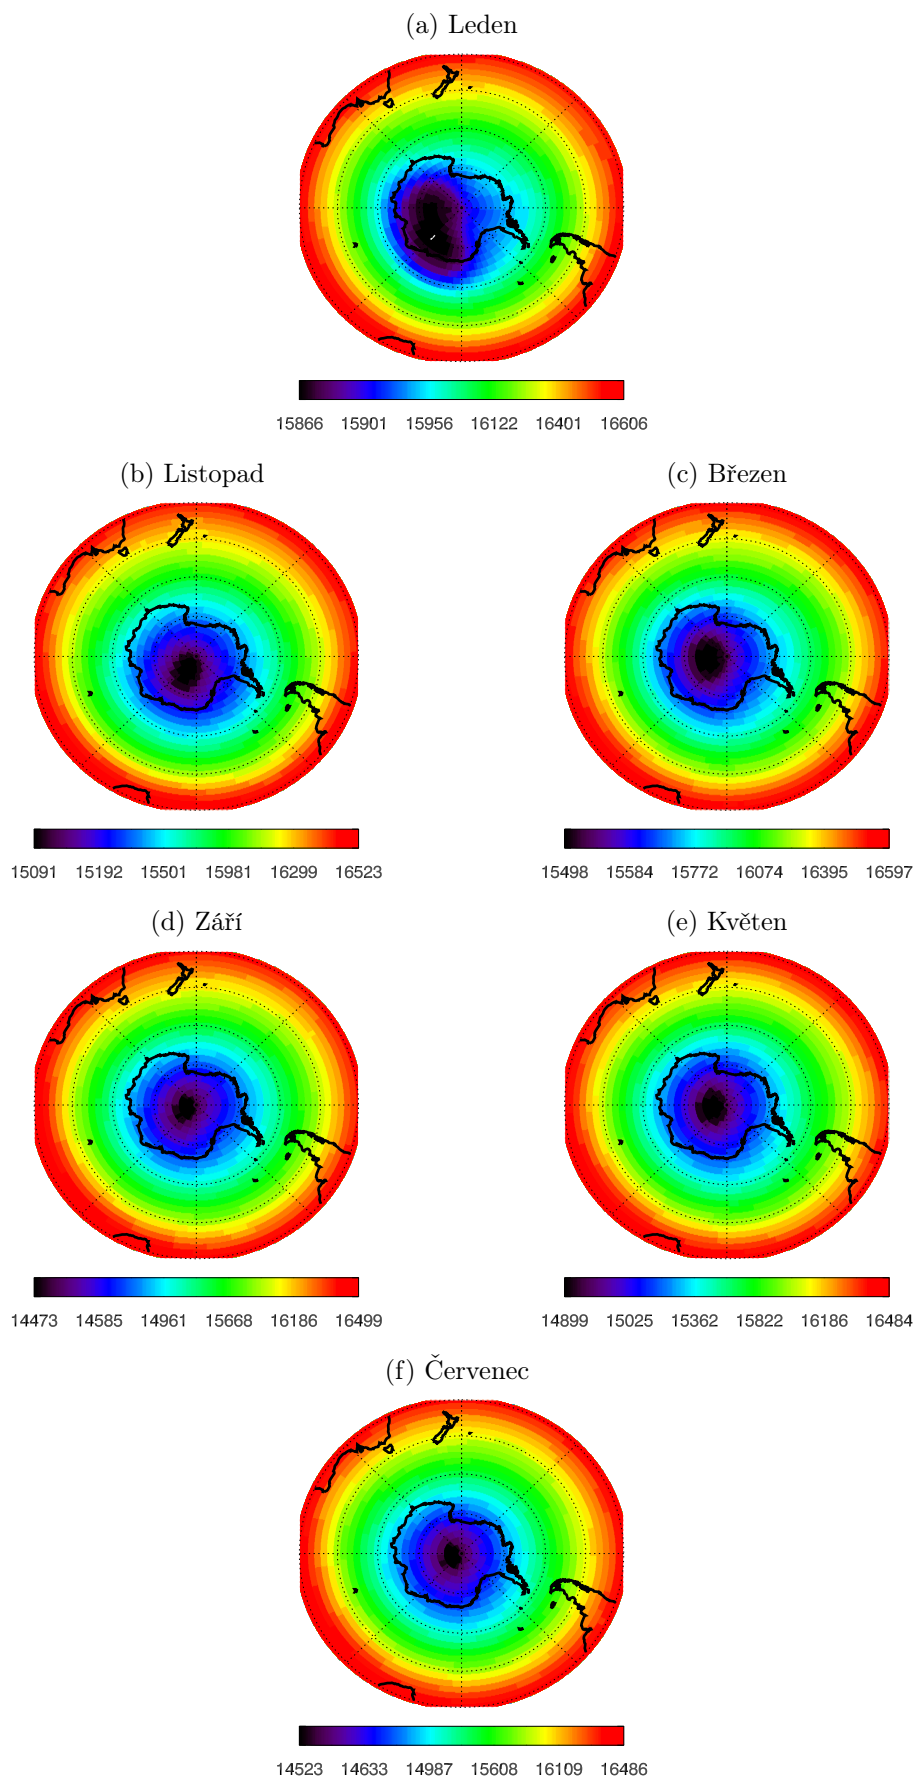 (a) Leden
15866 15901 15956 16122 16401 16606
(b) Listopad
15091 15192 15501 15981 16299 16523
(c) Březen
15498 15584 15772 16074 16395 16597
(d) Září
14473 14585 14961 15668 16186 16499
(e) Květen
14899 15025 15362 15822 16186 16484
(f) Červenec
14523 14633 14987 15608 16109 16486